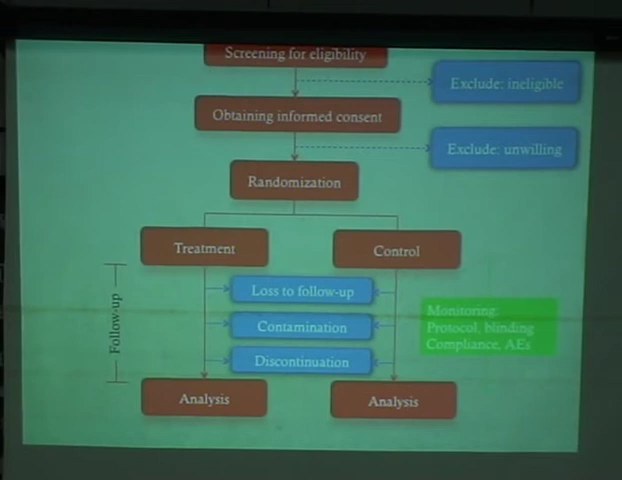 Screening for eligibility
Exclude: ineligible
Obtaining informed consent
Exclude: unwilling
Randomization
Treatment
Control
Follow-up
Loss to follow-up
Contamination
Discontinuation
Monitoring:
Protocol, blinding
Compliance, AEs
Analysis
Analysis